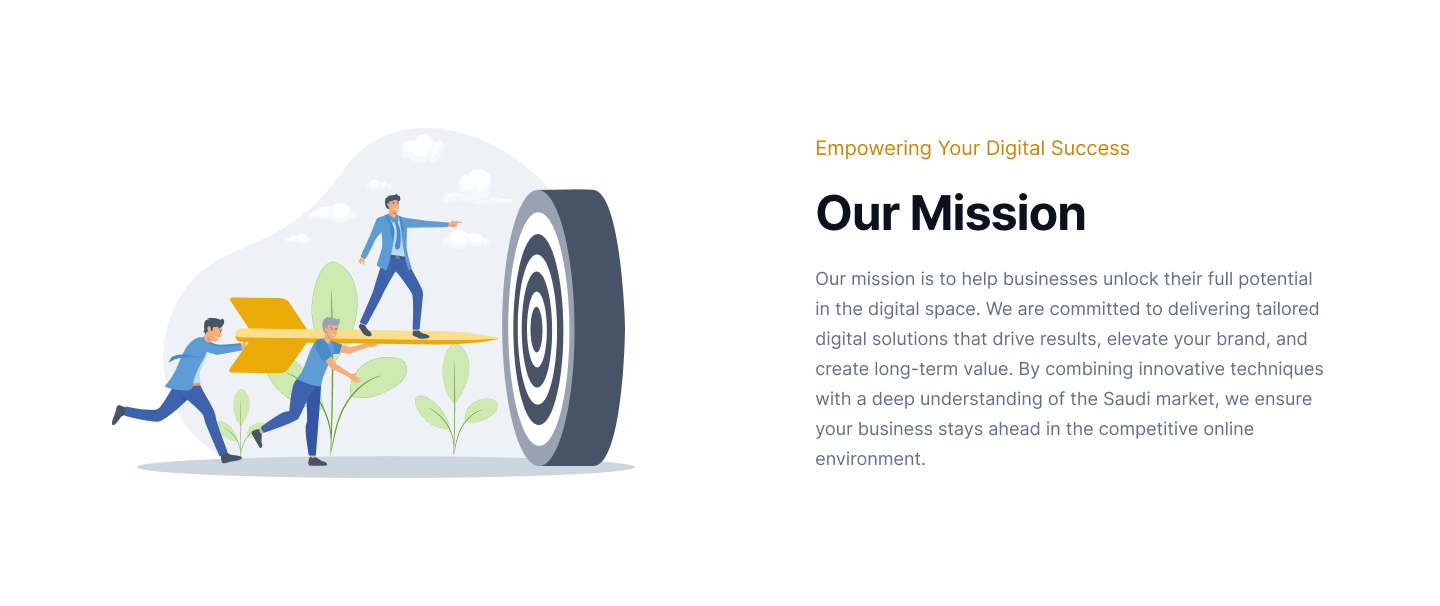 Empowering Your Digital Success
Our Mission
Our mission is to help businesses unlock their full potential
in the digital space. We are committed to delivering tailored
digital solutions that drive results, elevate your brand, and
create long-term value. By combining innovative techniques
with a deep understanding of the Saudi market, we ensure
your business stays ahead in the competitive online
environment.